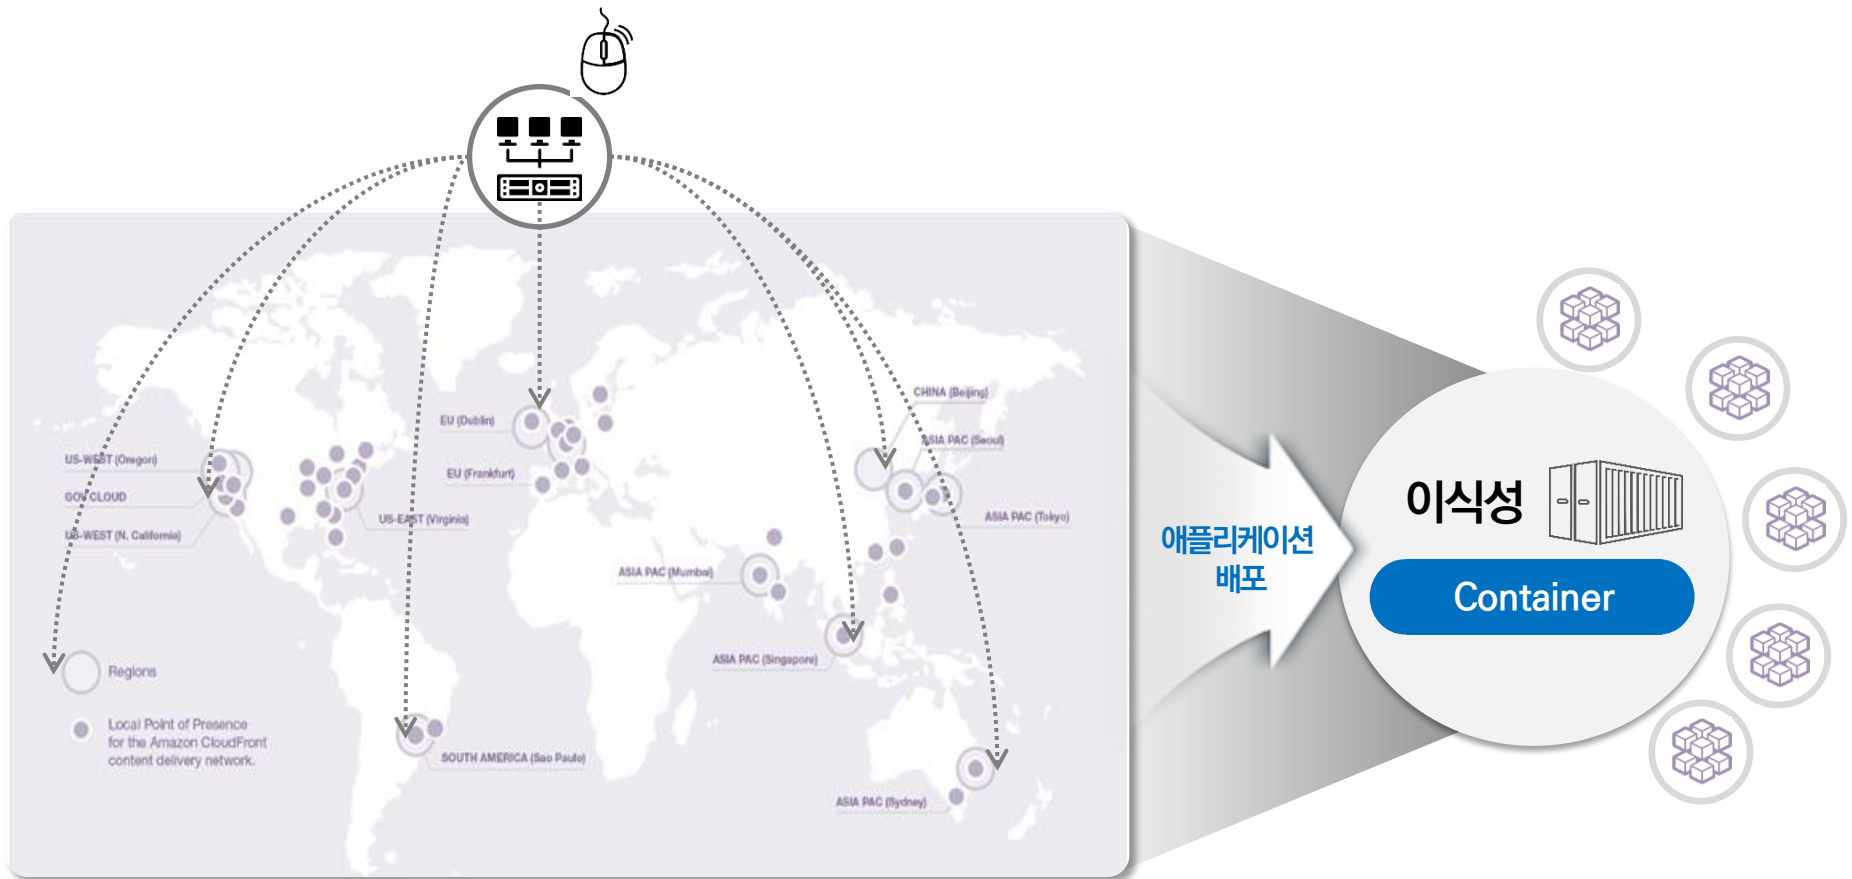 US-WEST (Oregon)
GOV CLOUD
US-WEST (N. California)
US-EAST (Virginia)
EU (Dublin)
EU (Frankfurt)
CHINA (Beijing)
ASIA PAC (Seoul)
ASIA PAC (Tokyo)
ASIA PAC (Mumbai)
ASIA PAC (Singapore)
SOUTH AMERICA (Sao Paulo)
ASIA PAC (Sydney)
Regions
Local Point of Presence
for the Amazon CloudFront
content delivery network.
애플리케이션
배포
이식성
Container